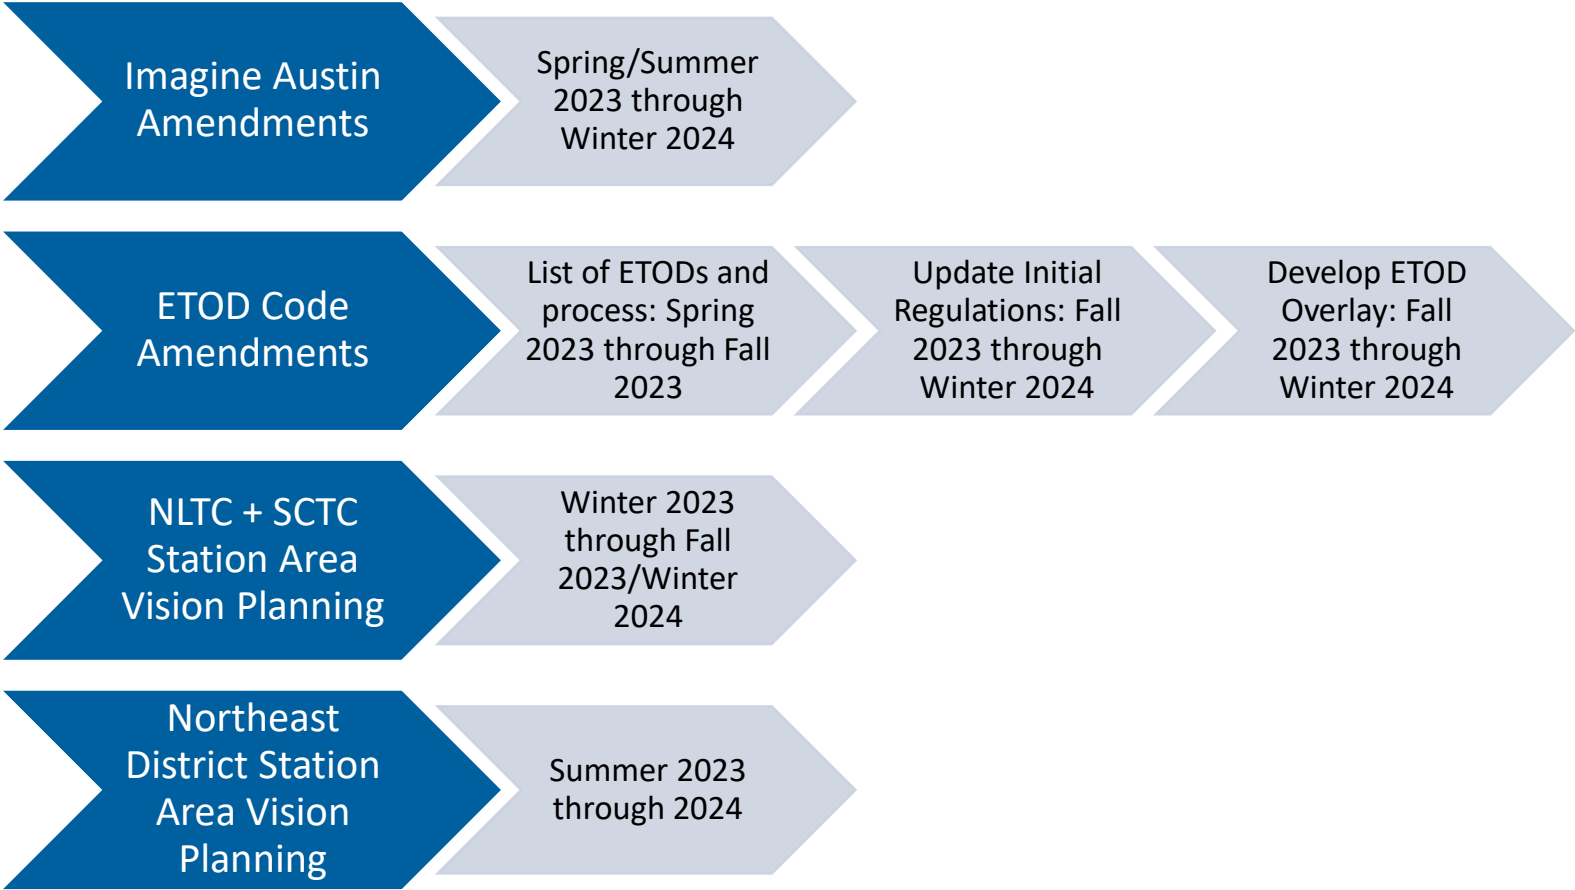 Imagine Austin
Amendments
Spring/Summer
2023 through
Winter 2024
ETOD Code
Amendments
List of ETODs and
process: Spring
2023 through Fall
2023
Update Initial
Regulations: Fall
2023 through
Winter 2024
Develop ETOD
Overlay: Fall
2023 through
Winter 2024
NLTC + SCTC
Station Area
Vision Planning
Winter 2023
through Fall
2023/Winter
2024
Northeast
District Station
Area Vision
Planning
Summer 2023
through 2024